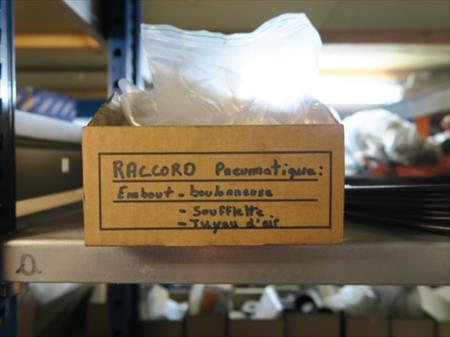 RACCORD Pneumatique:
Embout - boulonneuse
- Soufflette
- Tuyau d'air
D